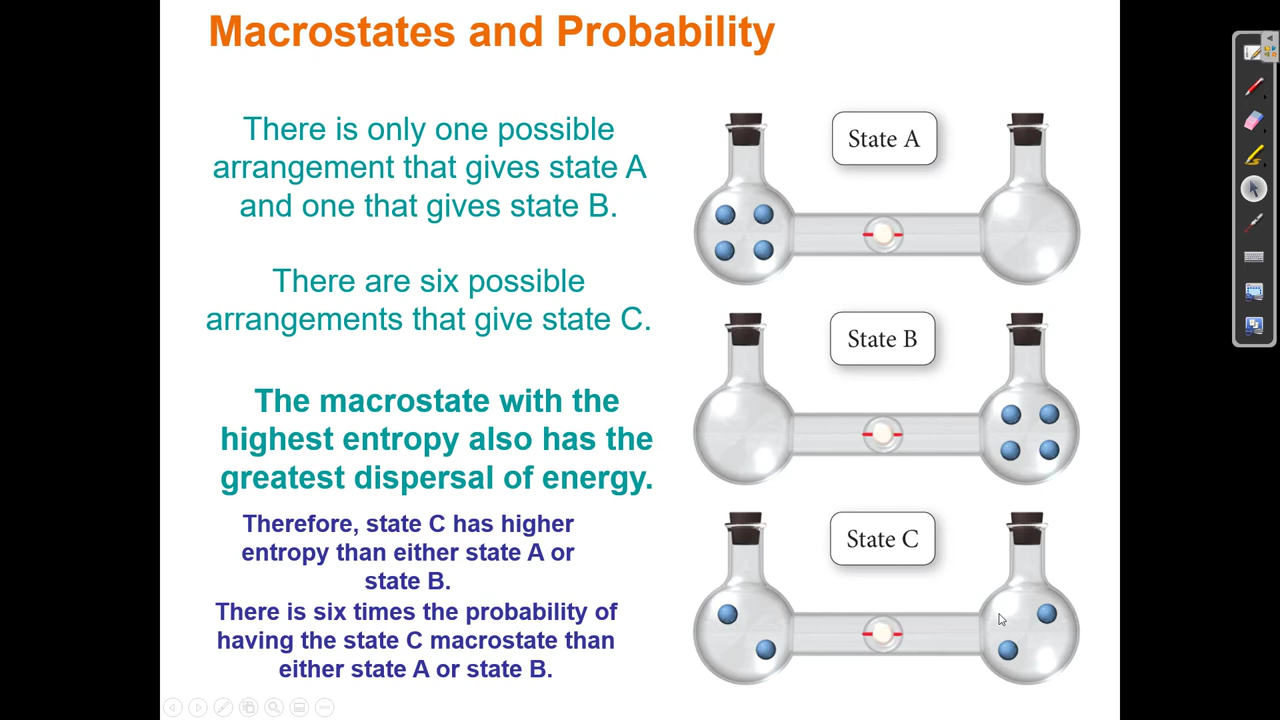 Macrostates and Probability
There is only one possible
arrangement that gives state A
and one that gives state B.
There are six possible
arrangements that give state C.
The macrostate with the
highest entropy also has the
greatest dispersal of energy.
Therefore, state C has higher
entropy than either state A or
state B.
There is six times the probability of
having the state C macrostate than
either state A or state B.
State A
State B
State C